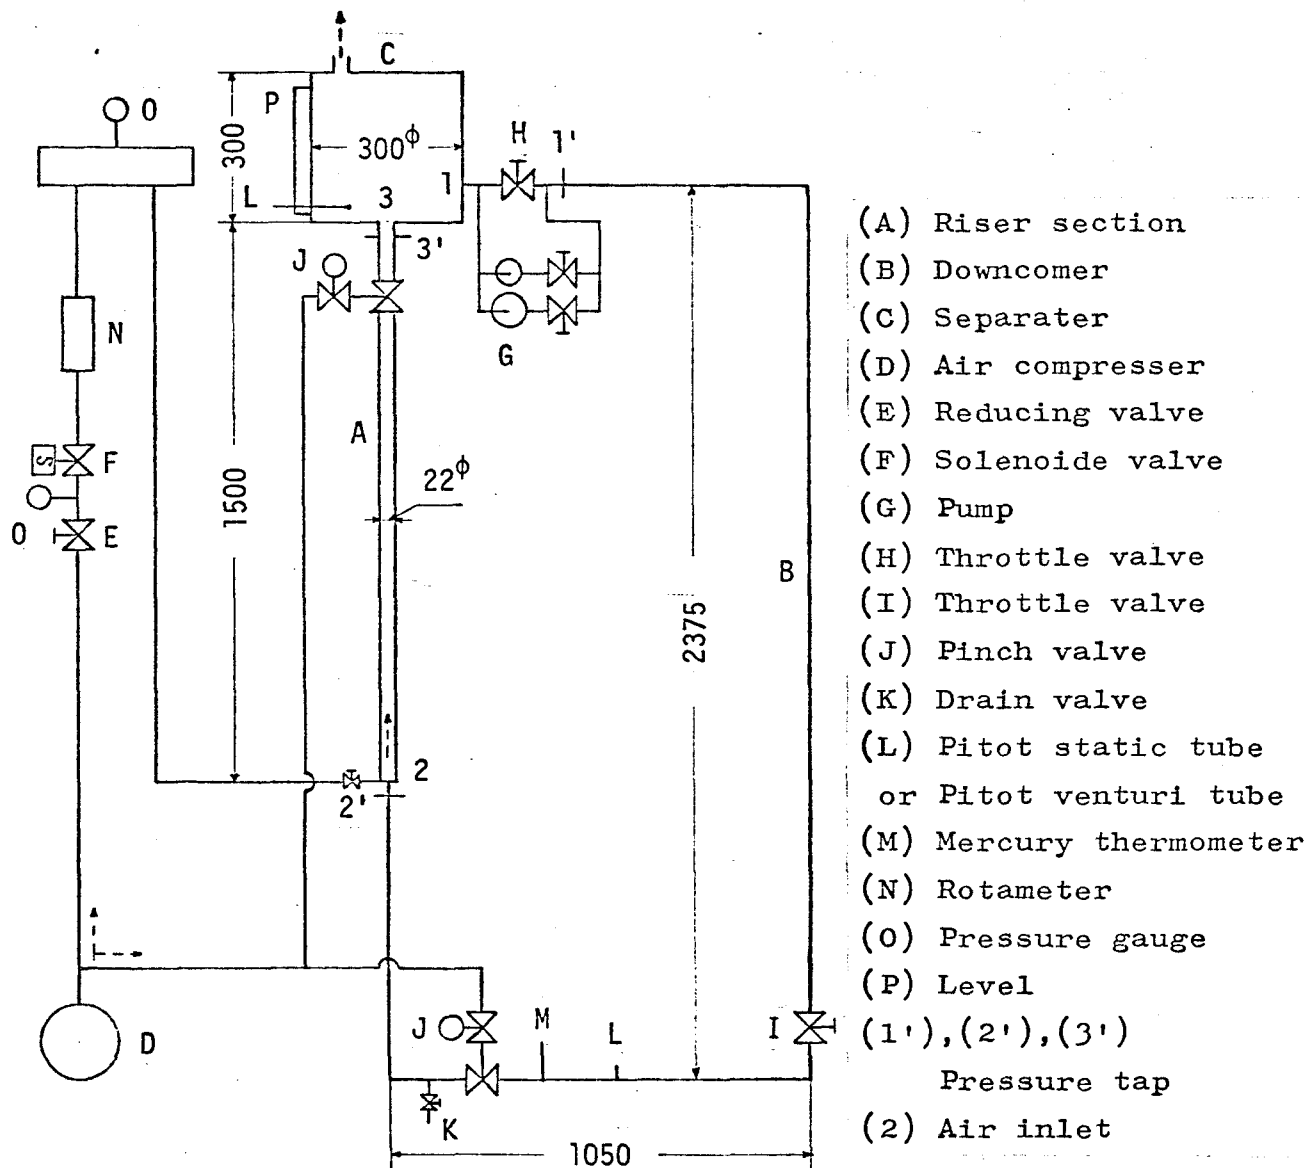 C
P
O
300
300ϕ
H
1'
1
L
3
3'
J
G
N
A
22ϕ
F
S
O
E
1500
B
2375
2
2'
J
M
L
I
D
K
1050
(A) Riser section
(B) Downcomer
(C) Separater
(D) Air compresser
(E) Reducing valve
(F) Solenoide valve
(G) Pump
(H) Throttle valve
(I) Throttle valve
(J) Pinch valve
(K) Drain valve
(L) Pitot static tube
or Pitot venturi tube
(M) Mercury thermometer
(N) Rotameter
(O) Pressure gauge
(P) Level
(1'),(2'),(3')
Pressure tap
(2) Air inlet